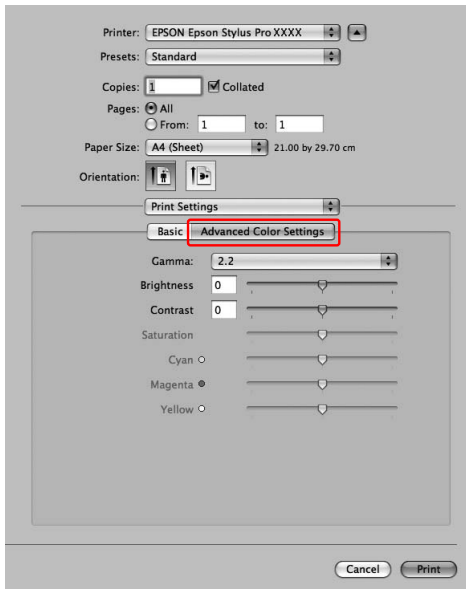 Printer: EPSON Epson Stylus Pro XXXX
Presets: Standard
Copies: 1 Collated
Pages: All
From: 1 to: 1
Paper Size: A4 (Sheet) 21.00 by 29.70 cm
Orientation:
Print Settings
Basic Advanced Color Settings
Gamma: 2.2
Brightness 0
Contrast 0
Saturation
Cyan
Magenta
Yellow
Cancel Print